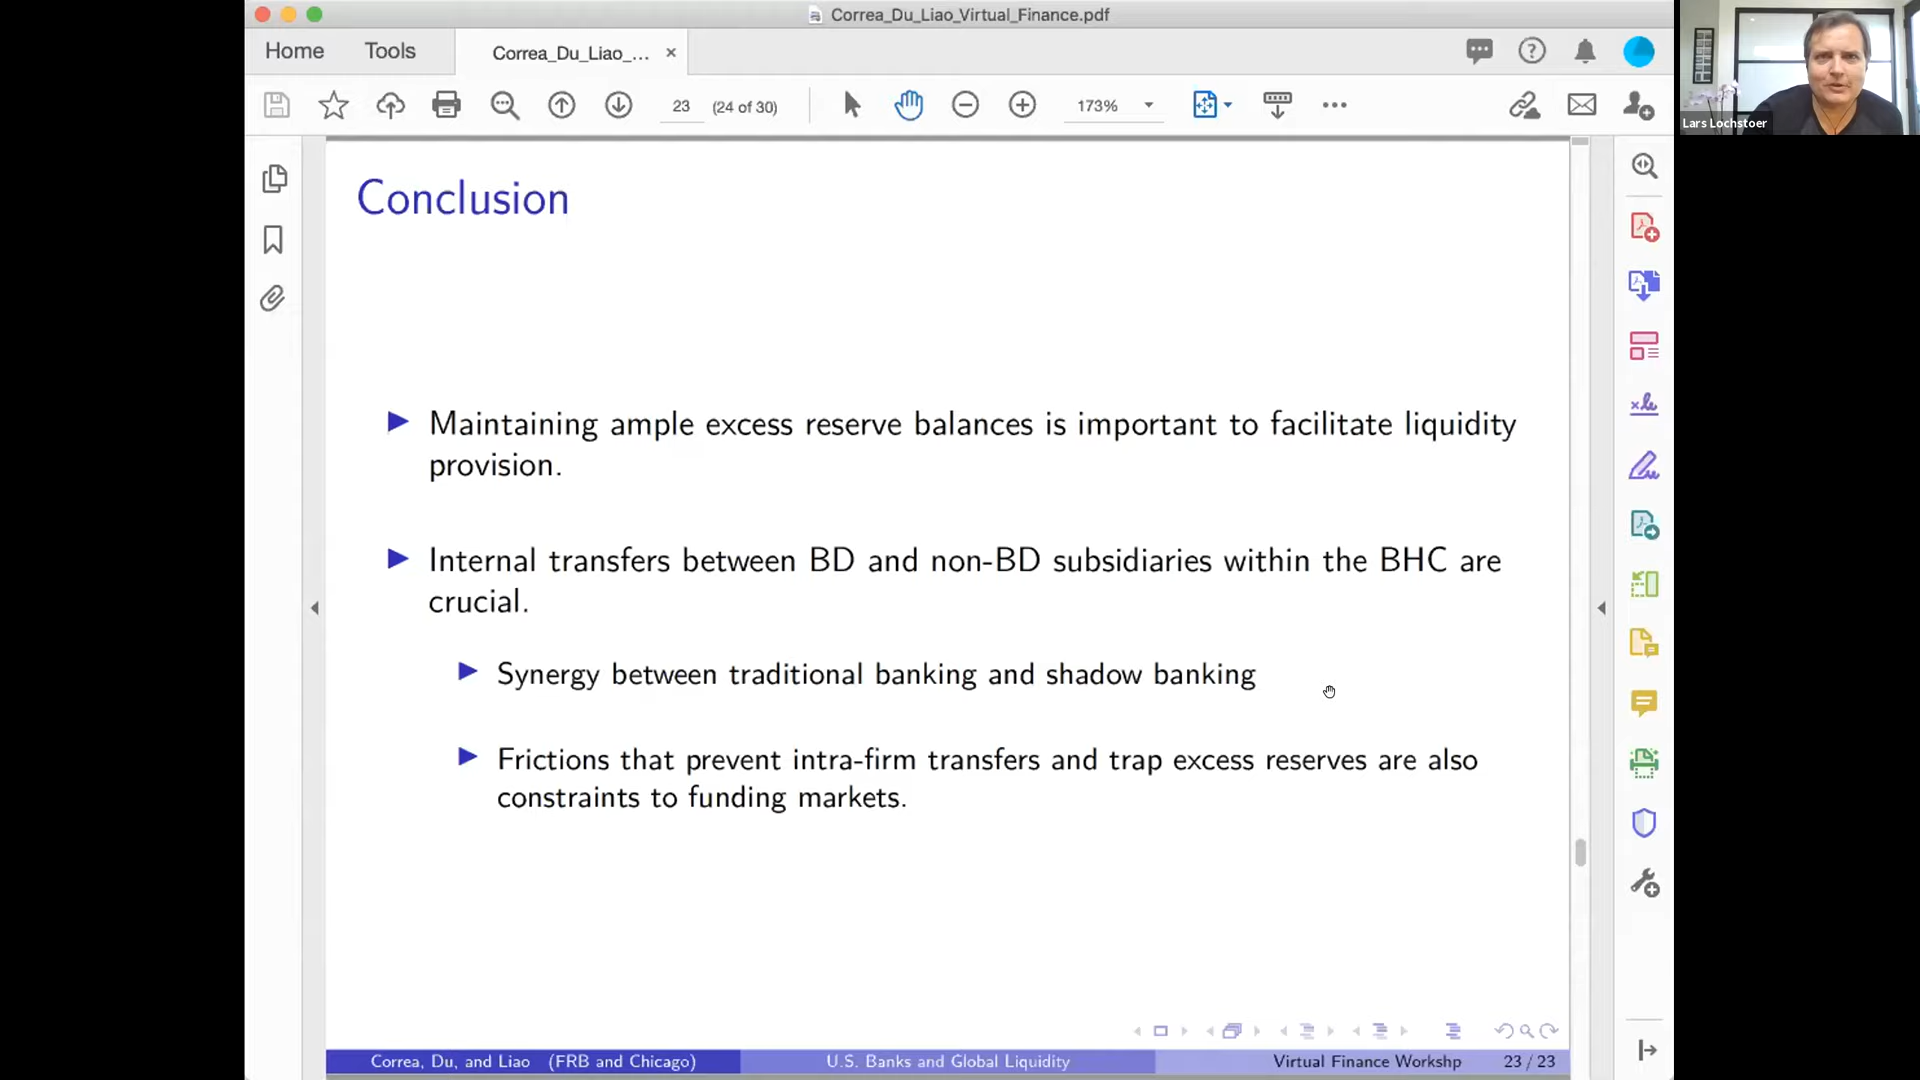 Correa_Du_Liao_Virtual_Finance.pdf
Home
Tools
Correa_Du_Liao_...
23
(24 of 30)
173%
Lars Lochstoer
Conclusion
Maintaining ample excess reserve balances is important to facilitate liquidity
provision.
Internal transfers between BD and non-BD subsidiaries within the BHC are
crucial.
Synergy between traditional banking and shadow banking
Frictions that prevent intra-firm transfers and trap excess reserves are also
constraints to funding markets.
Correa, Du, and Liao (FRB and Chicago)
U.S. Banks and Global Liquidity
Virtual Finance Workshp
23 / 23